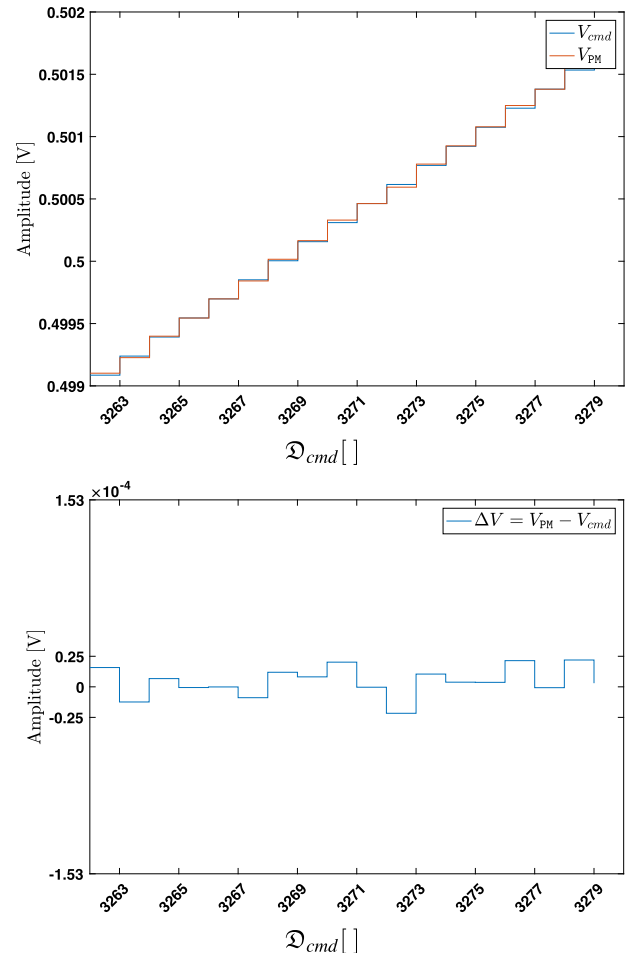 0.502
0.5015
0.501
0.5005
0.5
0.4995
0.499
Amplitude [V]
V_cmd
V_PM
3263 3265 3267 3269 3271 3273 3275 3277 3279
𝔇_cmd[ ]
×10^-4
1.53
0.25
0
-0.25
-1.53
Amplitude [V]
ΔV = V_PM − V_cmd
3263 3265 3267 3269 3271 3273 3275 3277 3279
𝔇_cmd[ ]